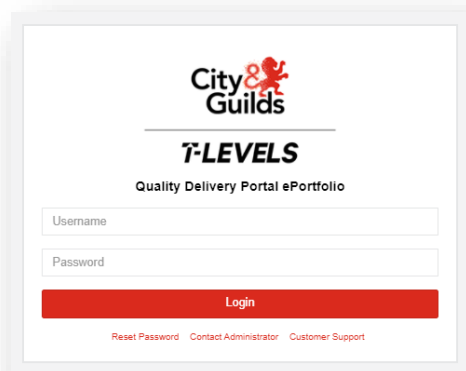 City&
Guilds
T-LEVELS
Quality Delivery Portal ePortfolio
Username
Password
Login
Reset Password Contact Administrator Customer Support